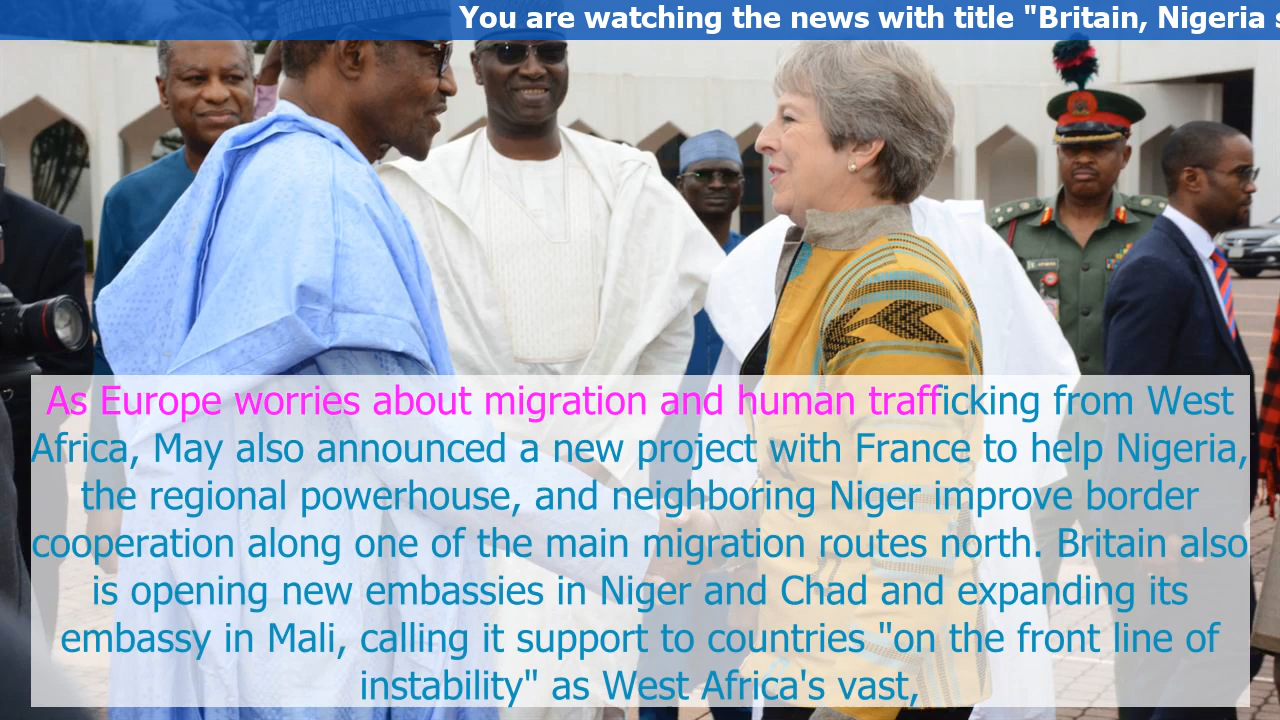 You are watching the news with title "Britain, Nigeria s
As Europe worries about migration and human trafficking from West
Africa, May also announced a new project with France to help Nigeria,
the regional powerhouse, and neighboring Niger improve border
cooperation along one of the main migration routes north. Britain also
is opening new embassies in Niger and Chad and expanding its
embassy in Mali, calling it support to countries "on the front line of
instability" as West Africa's vast,